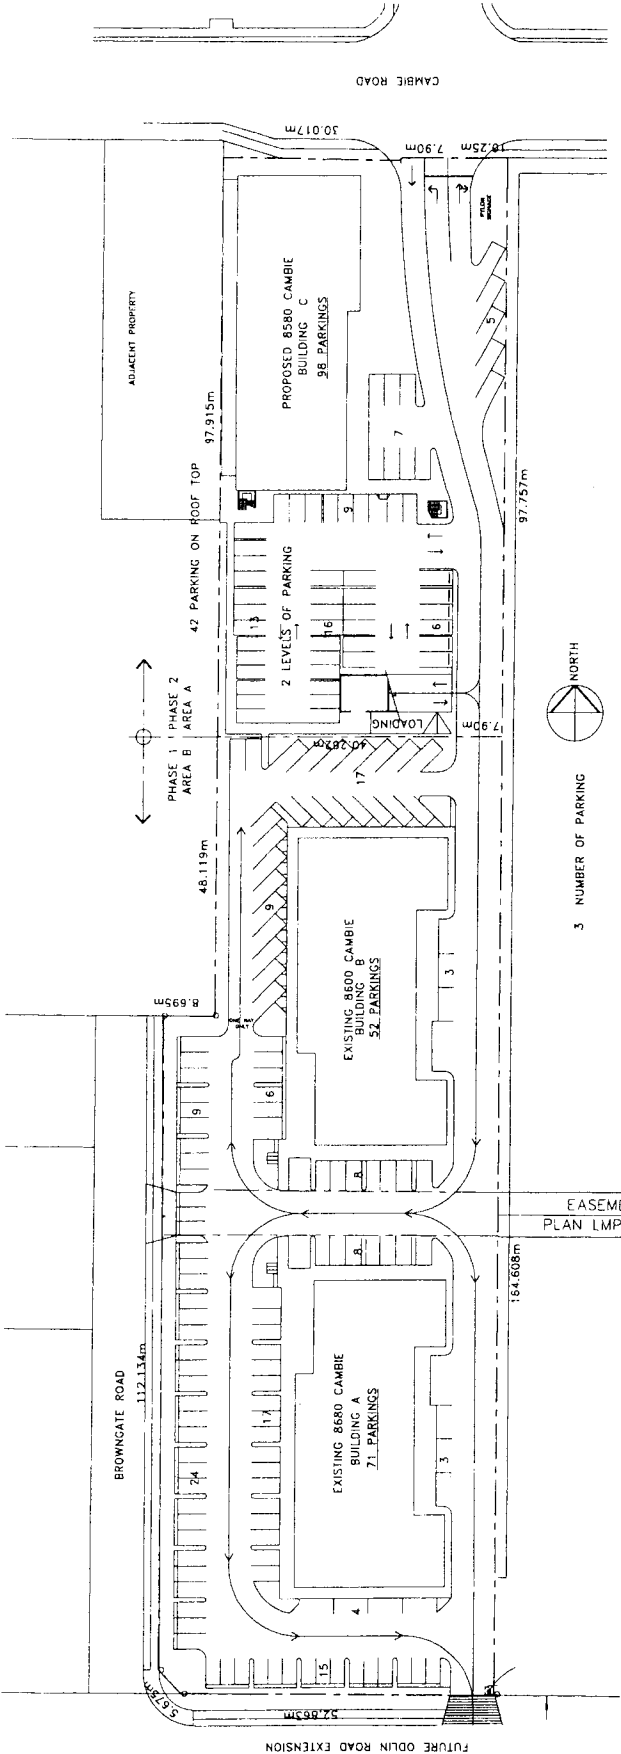 CAMBIE ROAD
30.017m
7.90m
16.25m
PYLON
SIGNAGE
ADJACENT PROPERTY
PROPOSED 8580 CAMBIE
BUILDING C
98 PARKINGS
5
97.915m
7
42 PARKING ON ROOF TOP
9
97.757m
2 LEVELS OF PARKING
13
16
6
PHASE 1 PHASE 2
AREA B AREA A
LOADING
7.90m
NORTH
17
3 NUMBER OF PARKING
48.119m
9
EXISTING 8600 CAMBIE
BUILDING B
52 PARKINGS
3
8.695m
ONE WAY
ONLY
9
6
8
EASEME
PLAN LMP
8
164.608m
BROWNGATE ROAD
112.134m
24
17
EXISTING 8680 CAMBIE
BUILDING A
71 PARKINGS
3
4
15
5.675m
52.863m
FUTURE ODLIN ROAD EXTENSION